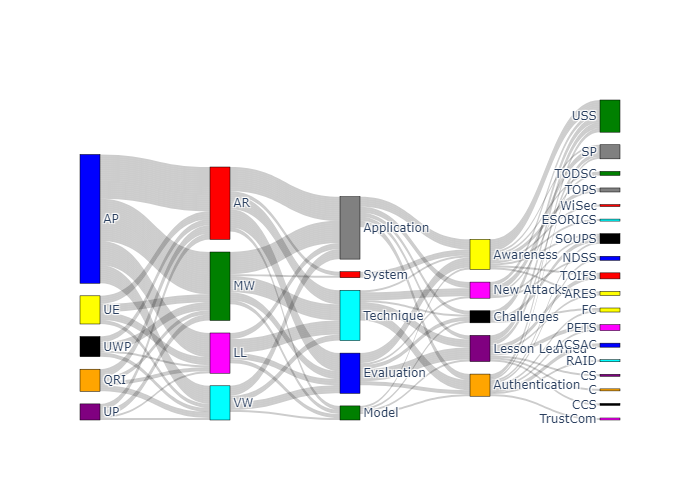 AP
UE
UWP
QRI
UP
AR
MW
LL
VW
Application
System
Technique
Evaluation
Model
Awareness
New Attacks
Challenges
Lesson Learned
Authentication
USS
SP
TODSC
TOPS
WiSec
ESORICS
SOUPS
NDSS
TOIFS
ARES
FC
PETS
ACSAC
RAID
CS
C
CCS
TrustCom